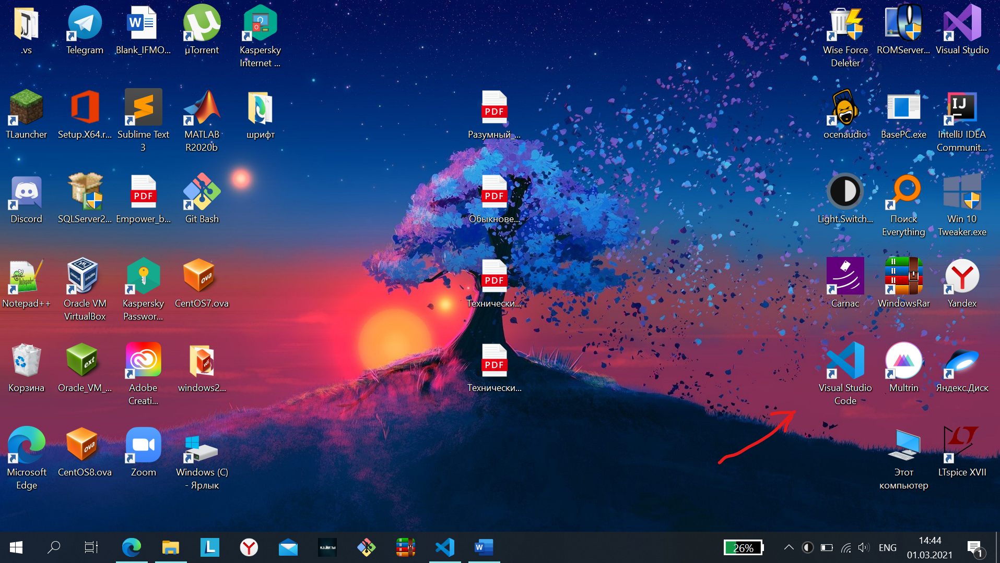 .vs
Telegram
Blank_IFMO...
µTorrent
Kaspersky
Internet ...
Wise Force
Deleter
ROMServer...
Visual Studio
TLauncher
Setup.X64.r...
Sublime Text
3
MATLAB
R2020b
шрифт
PDF
Разумный_...
ocenaudio
BasePC.exe
IJ
IntelliJ IDEA
Communit...
Discord
SQLServer2...
PDF
Empower_b...
Git Bash
PDF
Обыкнове...
Light.Switch...
Поиск
Everything
Win 10
Tweaker.exe
Notepad++
Oracle VM
VirtualBox
Kaspersky
Passwor...
ova
CentOS7.ova
PDF
Технически...
Carnac
WindowsRar
Yandex
Корзина
ext
Oracle_VM_...
Adobe
Creati...
windows2...
PDF
Технически...
Visual Studio
Code
Multrin
Яндекс.Диск
Microsoft
Edge
ova
CentOS8.ova
Zoom
Windows (C)
- Ярлык
Этот
компьютер
LTspice XVII
26%
ENG
14:44
01.03.2021
1